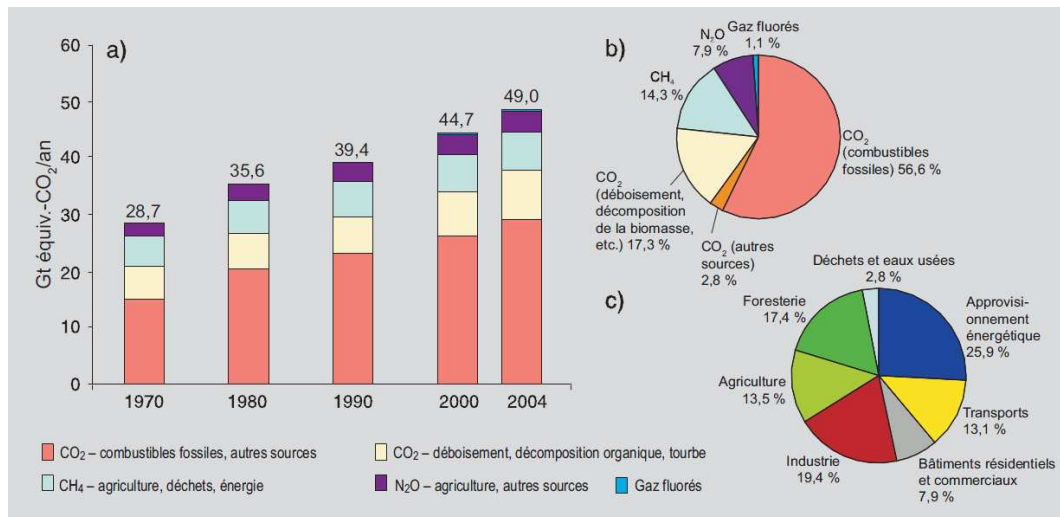 a)
Gt équiv.-CO₂/an
60
50
40
30
20
10
0
28,7
35,6
39,4
44,7
49,0
1970
1980
1990
2000
2004
CO₂ – combustibles fossiles, autres sources
CO₂ – déboisement, décomposition organique, tourbe
CH₄ – agriculture, déchets, énergie
N₂O – agriculture, autres sources
Gaz fluorés
b)
Gaz fluorés
1,1 %
N₂O
7,9 %
CH₄
14,3 %
CO₂
(combustibles
fossiles) 56,6 %
CO₂
(déboisement,
décomposition
de la biomasse,
etc.) 17,3 %
CO₂ (autres
sources)
2,8 %
c)
Déchets et eaux usées
2,8 %
Foresterie
17,4 %
Approvisi-
onnement
énergétique
25,9 %
Agriculture
13,5 %
Transports
13,1 %
Industrie
19,4 %
Bâtiments résidentiels
et commerciaux
7,9 %